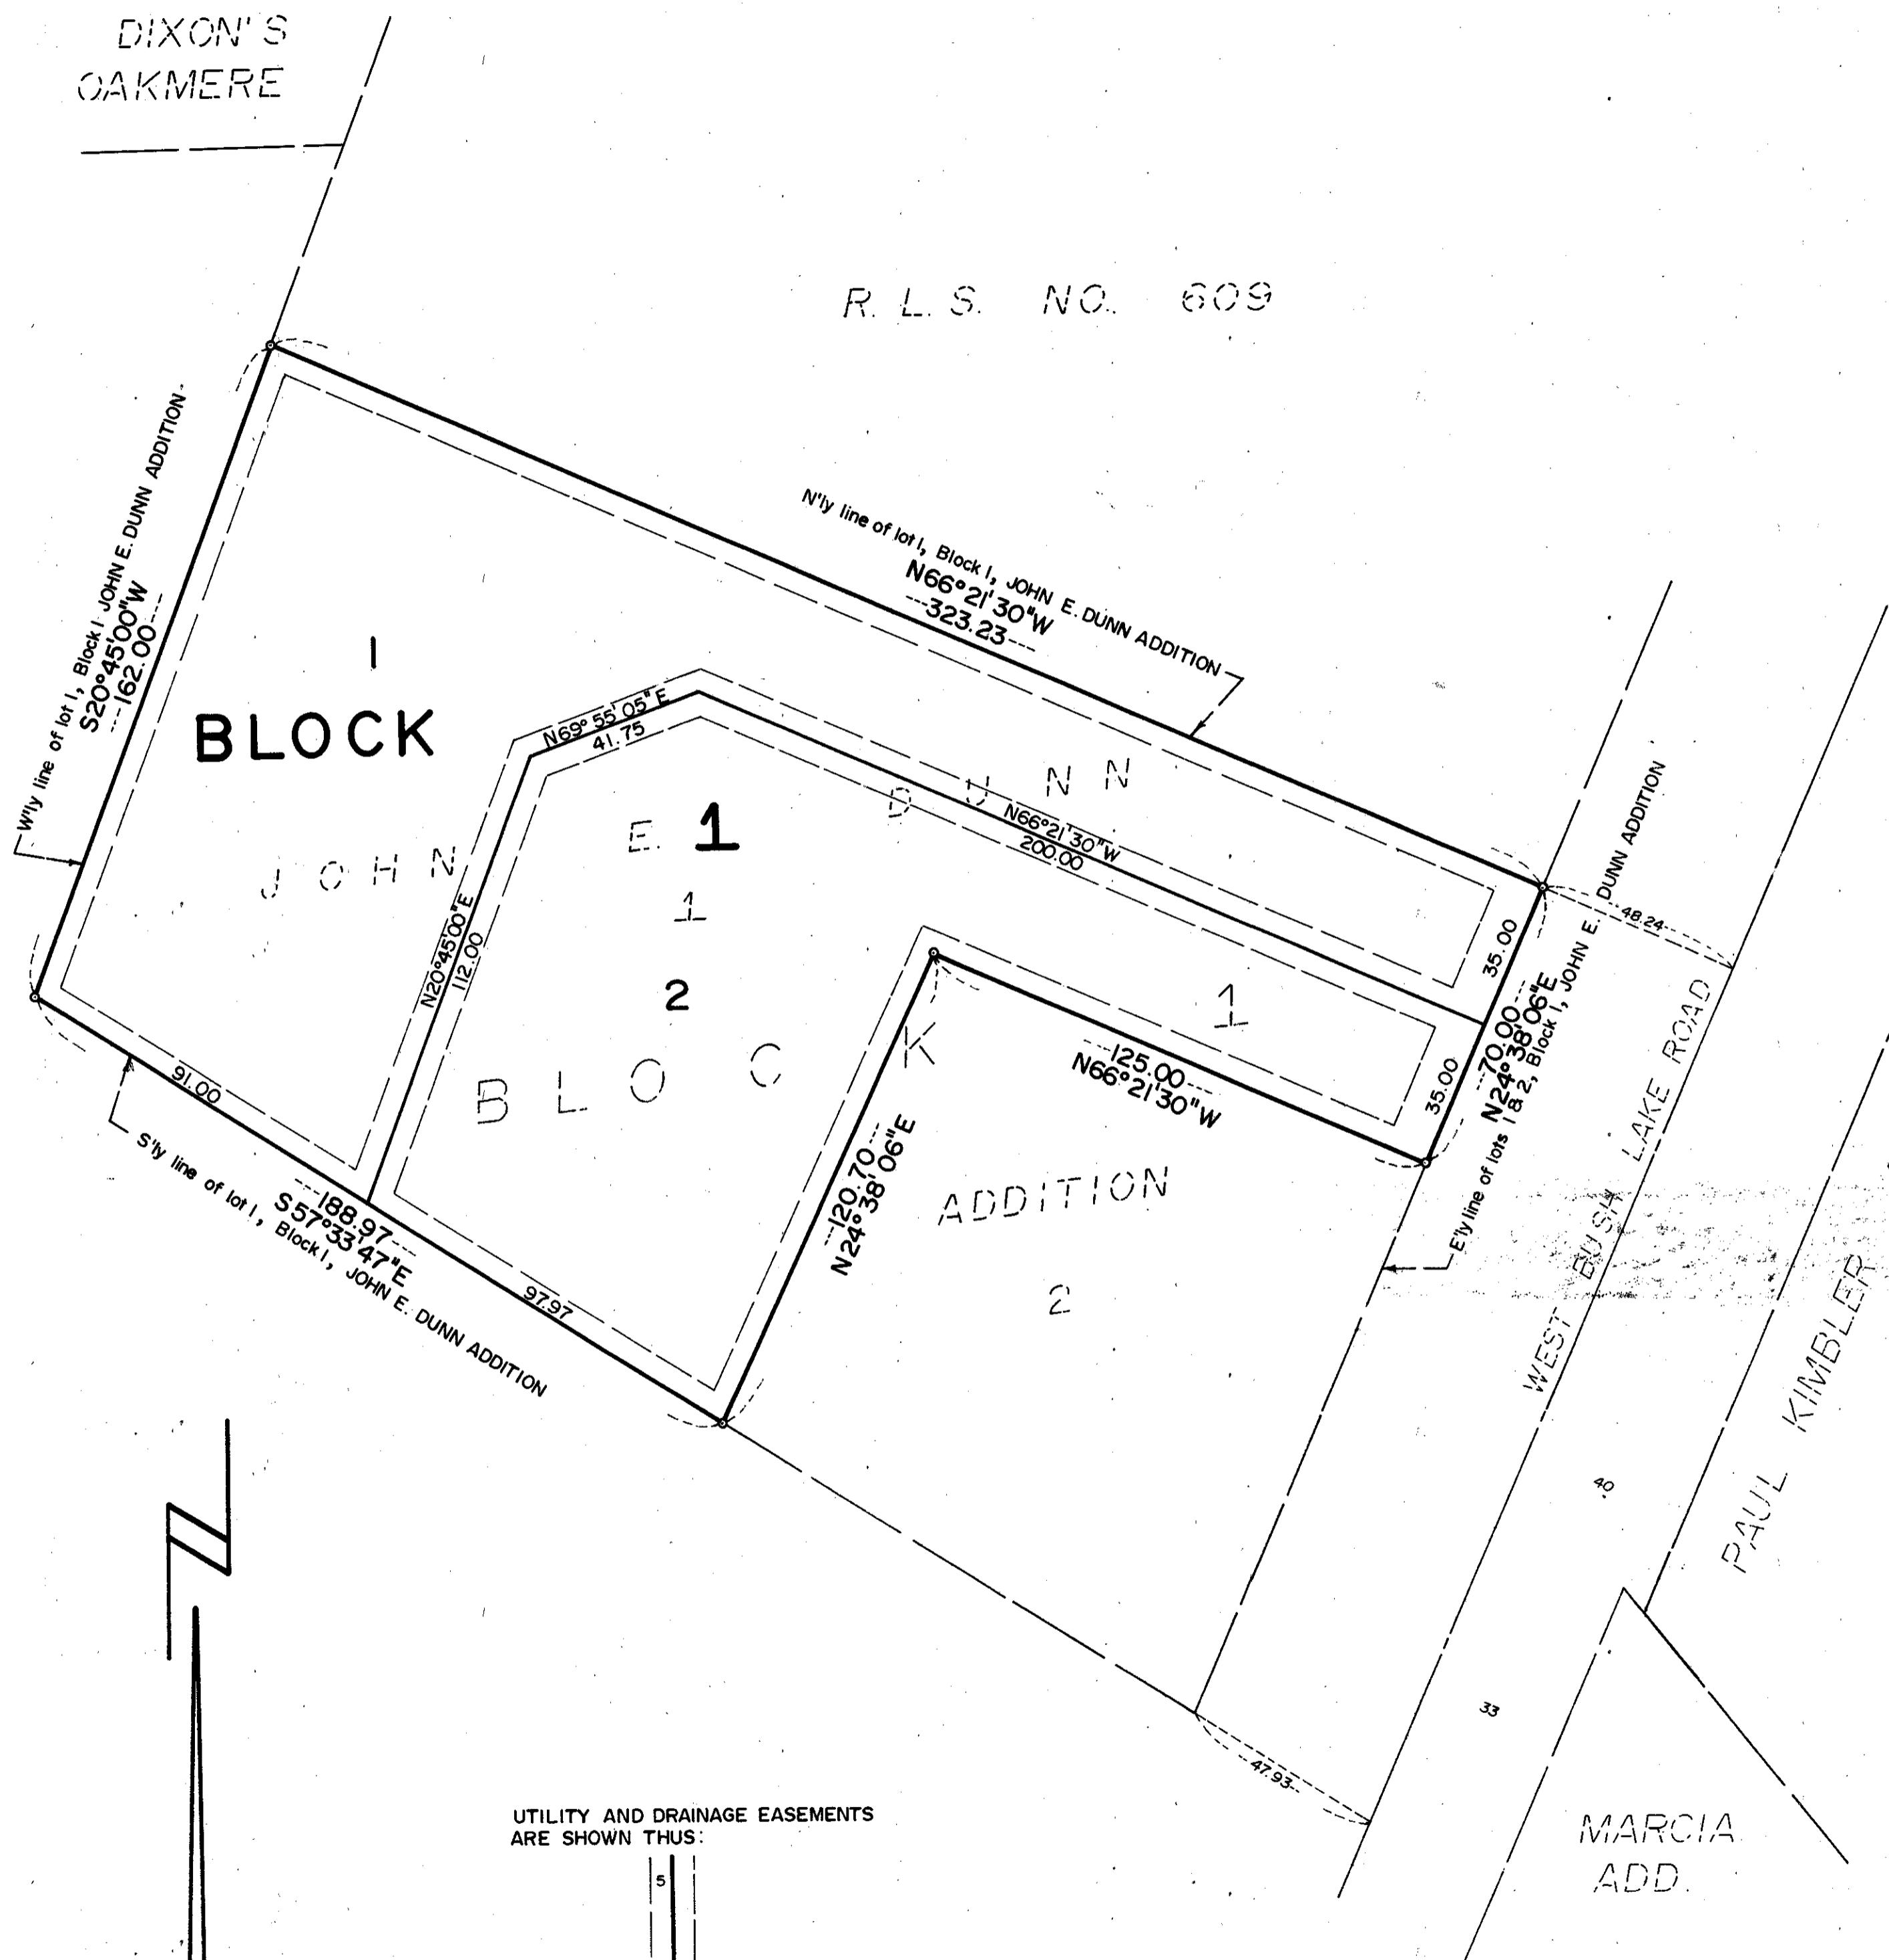 DIXON'S
OAKMERE
R. L. S. NO. 609
N'ly line of lot 1, Block 1, JOHN E. DUNN ADDITION
N66°21'30"W
---323.23---
W'ly line of lot 1, Block 1 JOHN E. DUNN ADDITION
S20°45'00"W
---162.00---
1
BLOCK
1
N69°55'05"E
41.75
JOHN E. DUNN
N66°21'30"W
200.00
1
2
BLOCK 1
N20°45'00"E
112.00
35.00
35.00
48.24
---70.00---
N24°38'06"E
E'ly line of lots 1 & 2, Block 1, JOHN E. DUNN ADDITION
---125.00---
N66°21'30"W
---120.70---
N24°38'06"E
ADDITION
2
91.00
97.97
---188.97---
S57°33'47"E
S'ly line of lot 1, Block 1, JOHN E. DUNN ADDITION
WEST BUSH LAKE ROAD
PAUL KIMBLER
40
33
47.93
MARCIA
ADD.
UTILITY AND DRAINAGE EASEMENTS
ARE SHOWN THUS:
5